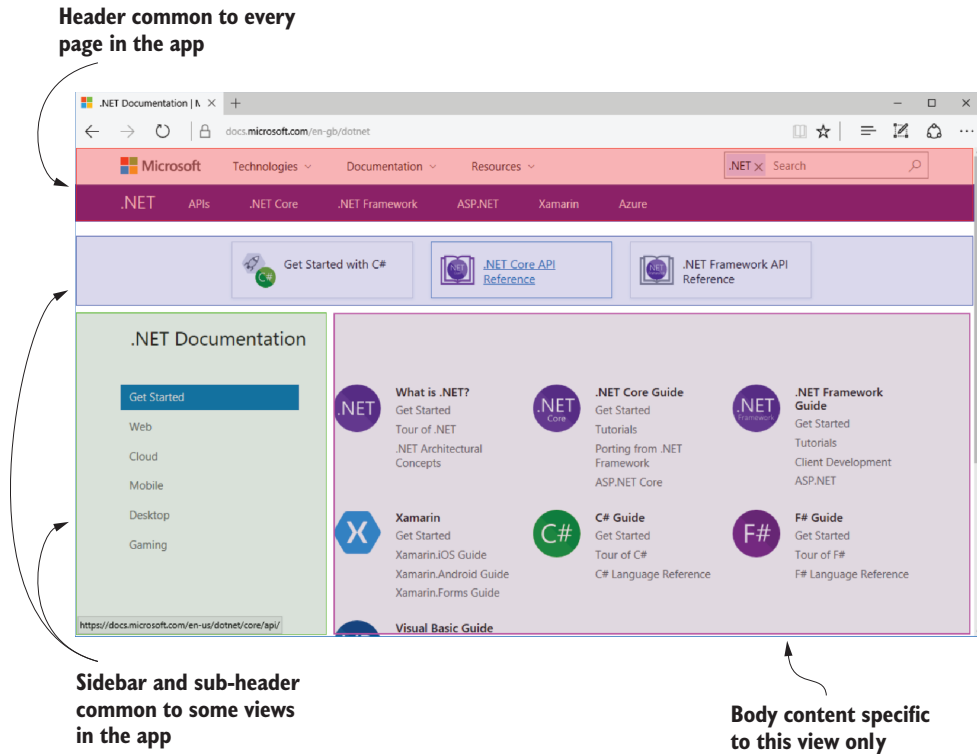 Header common to every
page in the app
.NET Documentation | M
docs.microsoft.com/en-gb/dotnet
Microsoft Technologies Documentation Resources .NET Search
.NET APIs .NET Core .NET Framework ASP.NET Xamarin Azure
Get Started with C#
.NET Core API
Reference
.NET Framework API
Reference
.NET Documentation
Get Started
Web
Cloud
Mobile
Desktop
Gaming
.NET
What is .NET?
Get Started
Tour of .NET
.NET Architectural
Concepts
.NET
Core
.NET Core Guide
Get Started
Tutorials
Porting from .NET
Framework
ASP.NET Core
.NET
Framework
.NET Framework
Guide
Get Started
Tutorials
Client Development
ASP.NET
X
Xamarin
Get Started
Xamarin.iOS Guide
Xamarin.Android Guide
Xamarin.Forms Guide
C#
C# Guide
Get Started
Tour of C#
C# Language Reference
F#
F# Guide
Get Started
Tour of F#
F# Language Reference
Visual Basic Guide
https://docs.microsoft.com/en-us/dotnet/core/api/
Sidebar and sub-header
common to some views
in the app
Body content specific
to this view only